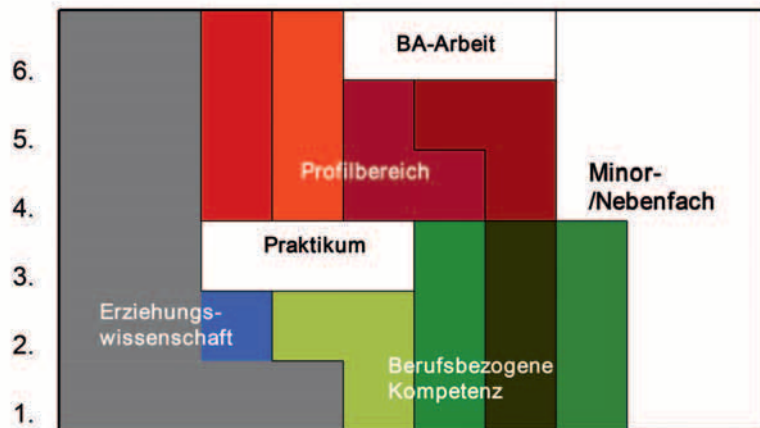 BA-Arbeit
6.
5.
Profilbereich
Minor-
/Nebenfach
4.
Praktikum
3.
Erziehungs-
wissenschaft
2.
Berufsbezogene
Kompetenz
1.